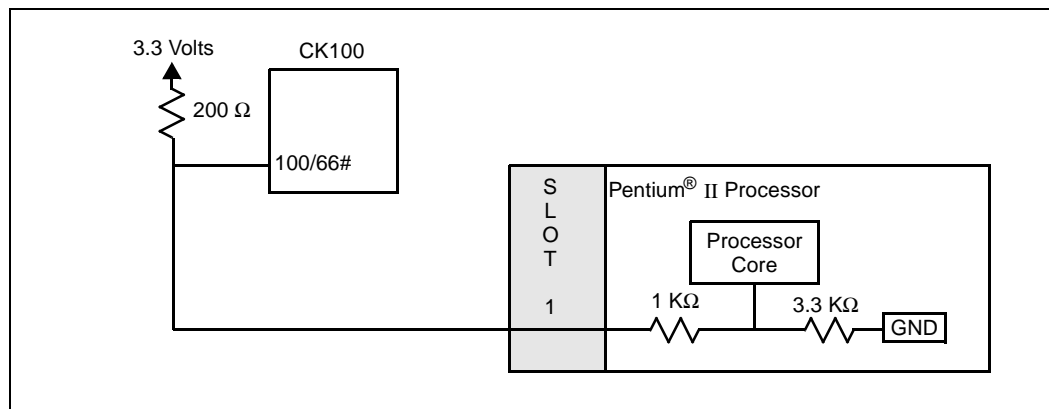 3.3 Volts
CK100
200 Ω
100/66#
S
L
O
T
1
Pentium® II Processor
Processor
Core
1 KΩ
3.3 KΩ
GND